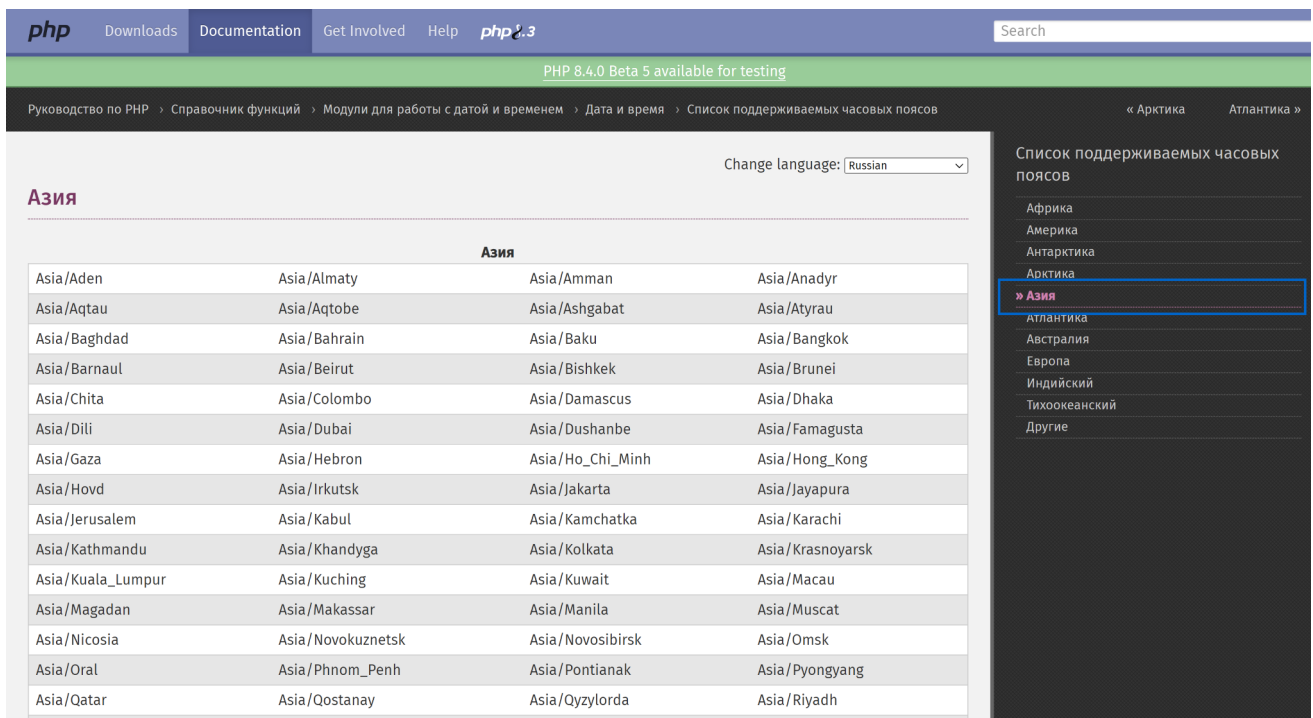 php Downloads Documentation Get Involved Help php8.3 Search
PHP 8.4.0 Beta 5 available for testing
Руководство по PHP › Справочник функций › Модули для работы с датой и временем › Дата и время › Список поддерживаемых часовых поясов « Арктика Атлантика »
Change language: Russian
Азия
Азия
Asia/Aden Asia/Almaty Asia/Amman Asia/Anadyr
Asia/Aqtau Asia/Aqtobe Asia/Ashgabat Asia/Atyrau
Asia/Baghdad Asia/Bahrain Asia/Baku Asia/Bangkok
Asia/Barnaul Asia/Beirut Asia/Bishkek Asia/Brunei
Asia/Chita Asia/Colombo Asia/Damascus Asia/Dhaka
Asia/Dili Asia/Dubai Asia/Dushanbe Asia/Famagusta
Asia/Gaza Asia/Hebron Asia/Ho_Chi_Minh Asia/Hong_Kong
Asia/Hovd Asia/Irkutsk Asia/Jakarta Asia/Jayapura
Asia/Jerusalem Asia/Kabul Asia/Kamchatka Asia/Karachi
Asia/Kathmandu Asia/Khandyga Asia/Kolkata Asia/Krasnoyarsk
Asia/Kuala_Lumpur Asia/Kuching Asia/Kuwait Asia/Macau
Asia/Magadan Asia/Makassar Asia/Manila Asia/Muscat
Asia/Nicosia Asia/Novokuznetsk Asia/Novosibirsk Asia/Omsk
Asia/Oral Asia/Phnom_Penh Asia/Pontianak Asia/Pyongyang
Asia/Qatar Asia/Qostanay Asia/Qyzylorda Asia/Riyadh
Список поддерживаемых часовых
поясов
Африка
Америка
Антарктика
Арктика
» Азия
Атлантика
Австралия
Европа
Индийский
Тихоокеанский
Другие